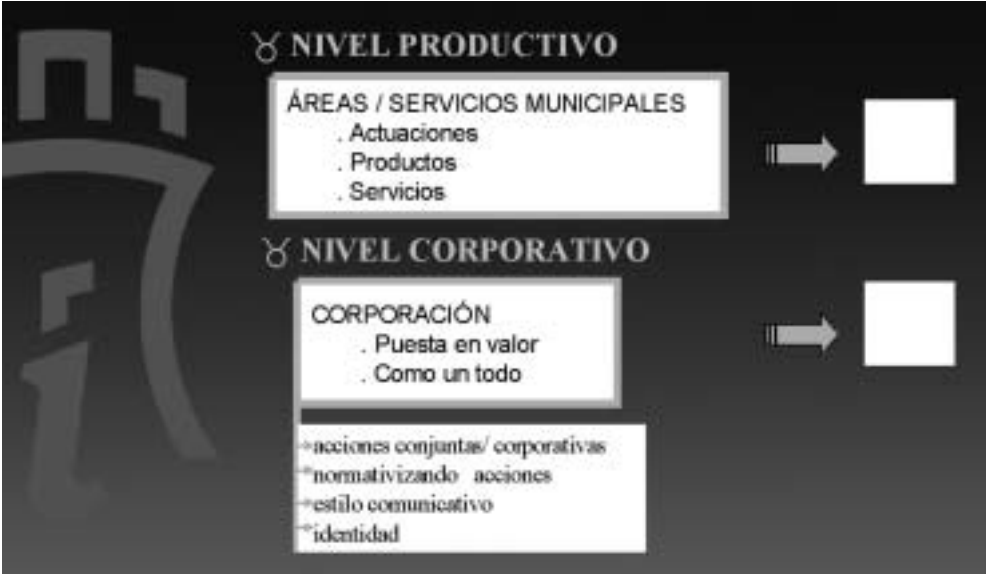 NIVEL PRODUCTIVO
ÁREAS / SERVICIOS MUNICIPALES
. Actuaciones
. Productos
. Servicios
NIVEL CORPORATIVO
CORPORACIÓN
. Puesta en valor
. Como un todo
acciones conjuntas/ corporativas
normativizando acciones
estilo comunicativo
identidad